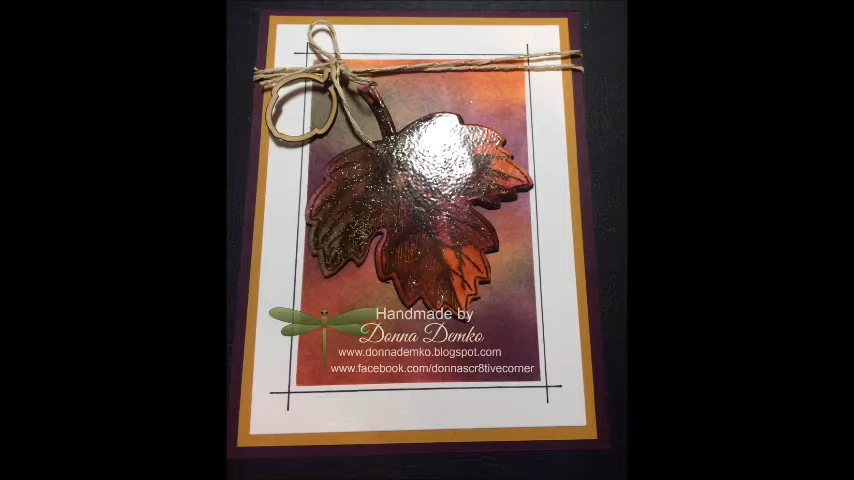 Handmade by
Donna Demko
www.donnademko.blogspot.com
www.facebook.com/donnascr8tivecorner